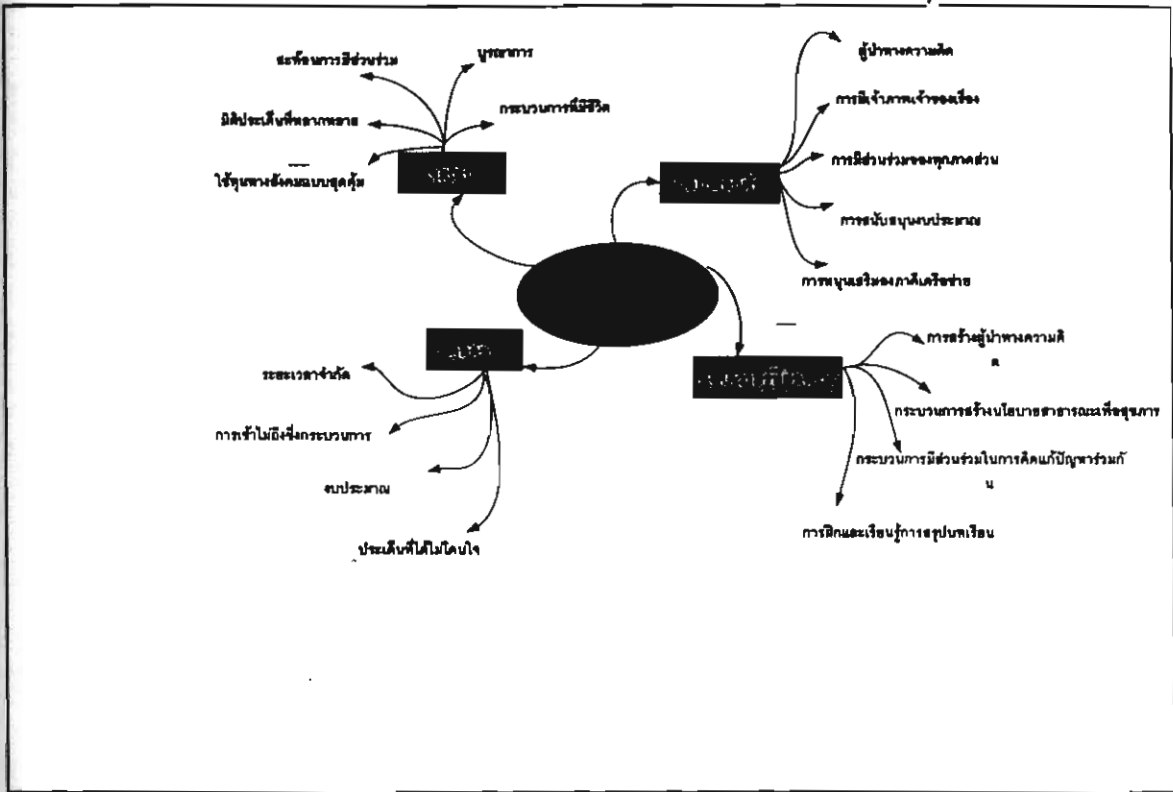 สะท้อนการมีส่วนร่วม
บูรณาการ
มิติประเด็นที่หลากหลาย
กระบวนการที่มีชีวิต
ใช้ทุนทางสังคมแบบสุดคุ้ม
ผู้นำทางความคิด
การมีเจ้าภาพเจ้าของเรื่อง
การมีส่วนร่วมของทุกภาคส่วน
การสนับสนุนงบประมาณ
การหนุนเสริมของภาคีเครือข่าย
ระยะเวลาจำกัด
การเข้าไม่ถึงซึ่งกระบวนการ
งบประมาณ
ประเด็นที่ได้ไม่โดนใจ
การสร้างผู้นำทางความคิ
ด
กระบวนการสร้างนโยบายสาธารณะเพื่อสุขภาพ
กระบวนการมีส่วนร่วมในการคิดแก้ปัญหาร่วมกั
น
การฝึกและเรียนรู้การสรุปบทเรียน